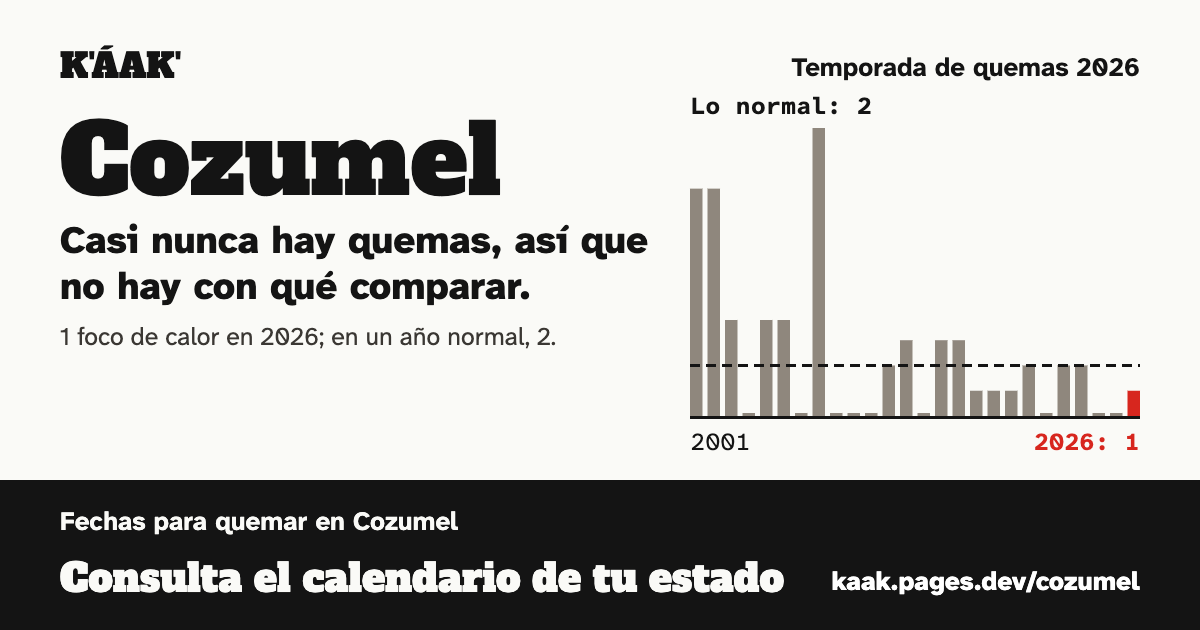 K'ÁAK'
Temporada de quemas 2026
Lo normal: 2
Cozumel
Casi nunca hay quemas, así que
no hay con qué comparar.
1 foco de calor en 2026; en un año normal, 2.
2001
2026: 1
Fechas para quemar en Cozumel
Consulta el calendario de tu estado
kaak.pages.dev/cozumel